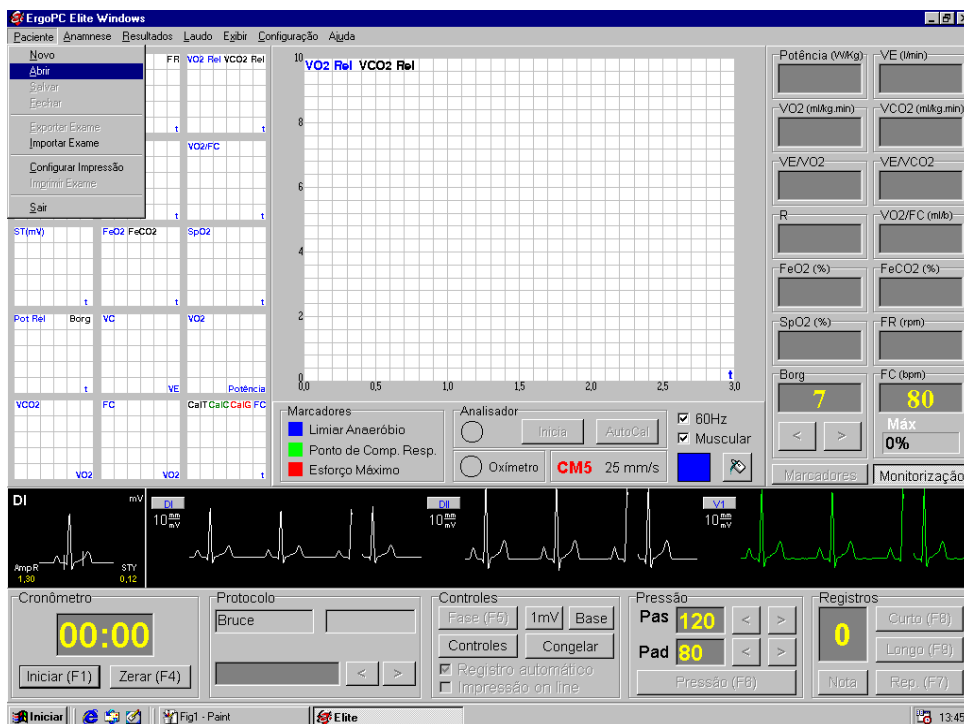 ErgoPC Elite Windows
Paciente Anamnese Resultados Laudo Exibir Configuração Ajuda
Novo
Abrir
Salvar
Fechar
Exportar Exame
Importar Exame
Configurar Impressão
Imprimir Exame
Sair
FR VO2 Rel VCO2 Rel
t t
VO2/FC
t t
ST(mV) FeO2 FeCO2 SpO2
t t t
Pot Rel Borg VC VO2
t VE Potência
VCO2 FC CalT CalC CalG FC
VO2 VO2 t
VO2 Rel VCO2 Rel
10
8
6
4
2
0
0,0 0,5 1,0 1,5 2,0 2,5 3,0
t
Potência (W/Kg) VE (l/min)
VO2 (ml/kg.min) VCO2 (ml/kg.min)
VE/VO2 VE/VCO2
R VO2/FC (ml/b)
FeO2 (%) FeCO2 (%)
SpO2 (%) FR (rpm)
Borg FC (bpm)
7 80
< > Máx
0%
Marcadores Monitorização
Marcadores
Limiar Anaeróbio
Ponto de Comp. Resp.
Esforço Máximo
Analisador
Inicia AutoCal
Oxímetro CM5 25 mm/s
60Hz
Muscular
DI mV
AmpR STY
1,30 0,12
DI
10 mm/mV
DII
10 mm/mV
V1
10 mm/mV
Cronômetro
00:00
Iniciar (F1) Zerar (F4)
Protocolo
Bruce
< >
Controles
Fase (F5) 1mV Base
Controles Congelar
Registro automático
Impressão on line
Pressão
Pas 120 < >
Pad 80 < >
Pressão (F6)
Registros
0 Curto (F8)
Longo (F9)
Nota Rep. (F7)
Iniciar Fig1 - Paint Elite 13:45